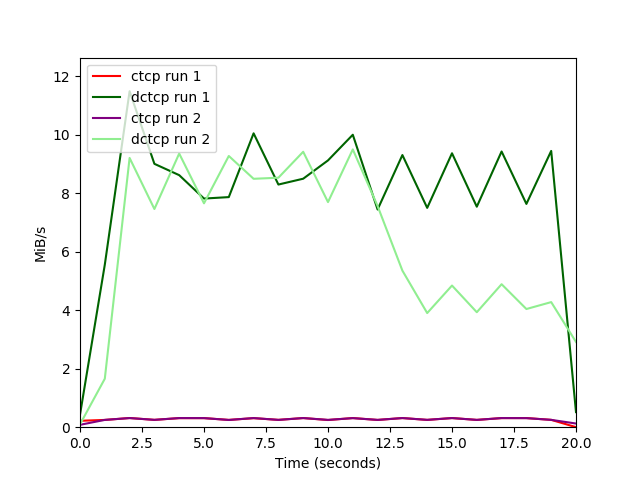 12
10
8
6
4
2
0
MiB/s
ctcp run 1
dctcp run 1
ctcp run 2
dctcp run 2
0.0 2.5 5.0 7.5 10.0 12.5 15.0 17.5 20.0
Time (seconds)